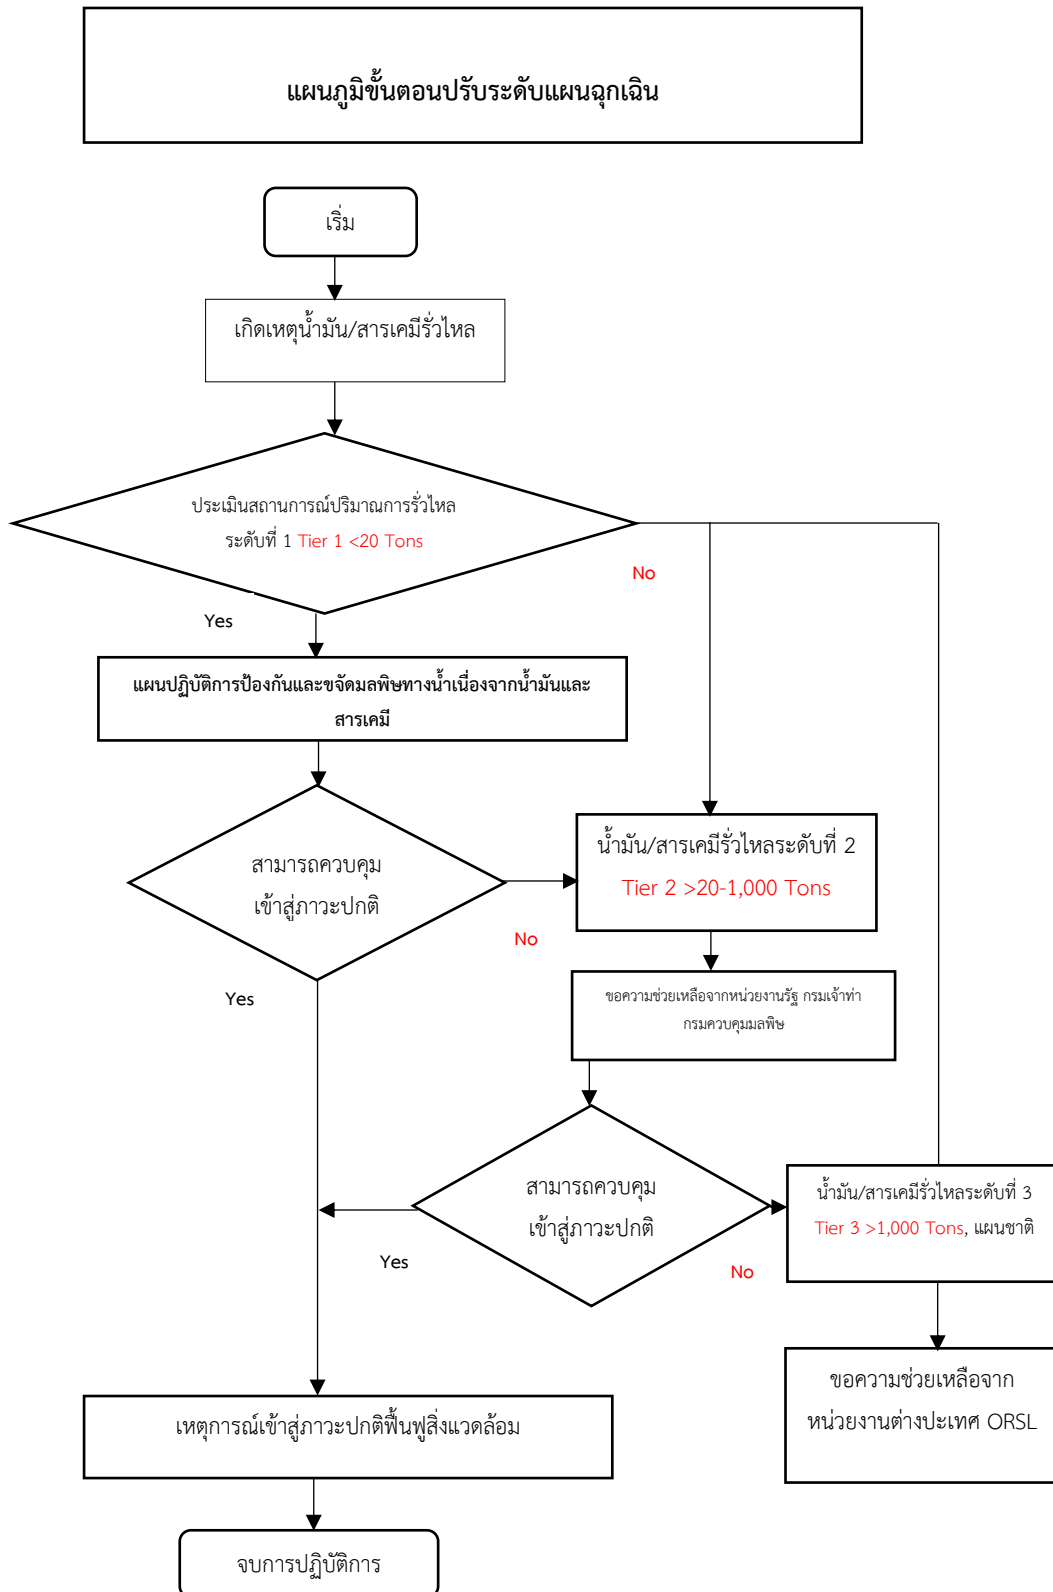 แผนภูมิขั้นตอนปรับระดับแผนฉุกเฉิน
เริ่ม
เกิดเหตุน้ำมัน/สารเคมีรั่วไหล
ประเมินสถานการณ์ปริมาณการรั่วไหล
ระดับที่ 1 Tier 1 <20 Tons
No
Yes
แผนปฏิบัติการป้องกันและขจัดมลพิษทางน้ำเนื่องจากน้ำมันและ
สารเคมี
สามารถควบคุม
เข้าสู่ภาวะปกติ
No
Yes
น้ำมัน/สารเคมีรั่วไหลระดับที่ 2
Tier 2 >20-1,000 Tons
ขอความช่วยเหลือจากหน่วยงานรัฐ กรมเจ้าท่า
กรมควบคุมมลพิษ
สามารถควบคุม
เข้าสู่ภาวะปกติ
Yes
No
น้ำมัน/สารเคมีรั่วไหลระดับที่ 3
Tier 3 >1,000 Tons, แผนชาติ
ขอความช่วยเหลือจาก
หน่วยงานต่างประเทศ ORSL
เหตุการณ์เข้าสู่ภาวะปกติฟื้นฟูสิ่งแวดล้อม
จบการปฏิบัติการ